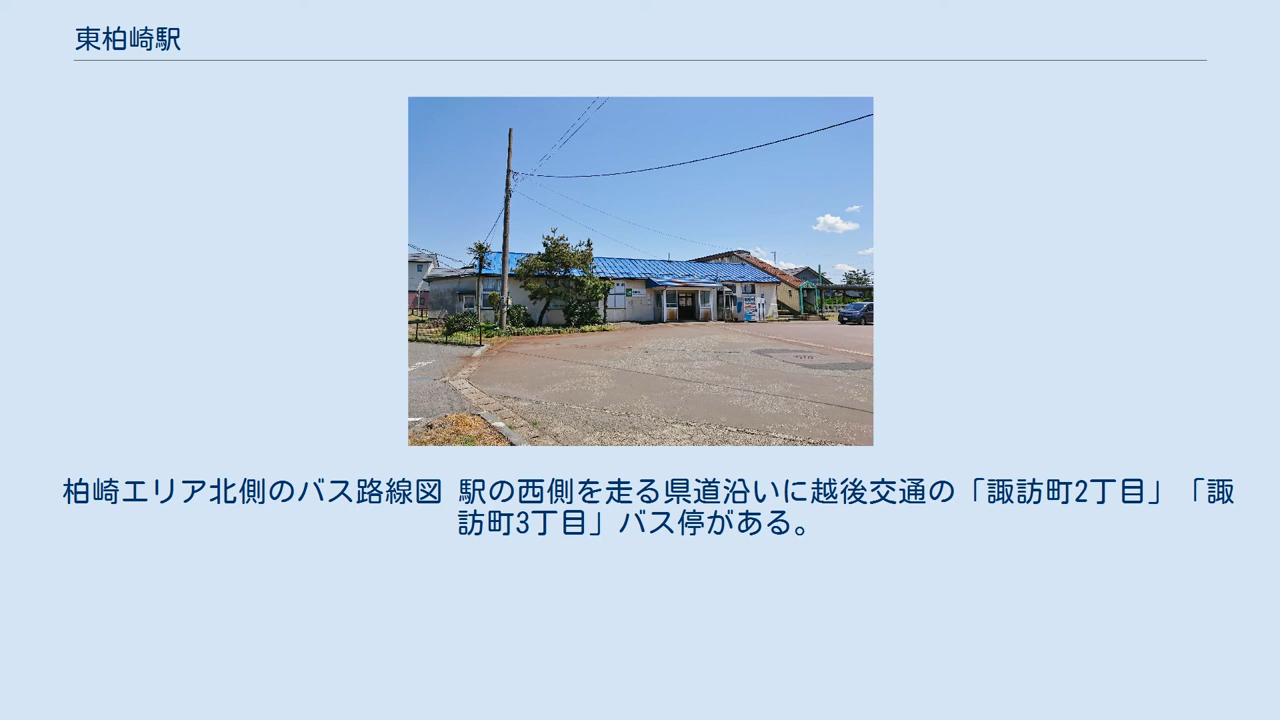 東柏崎駅
柏崎エリア北側のバス路線図 駅の西側を走る県道沿いに越後交通の「諏訪町2丁目」「諏
訪町3丁目」バス停がある。